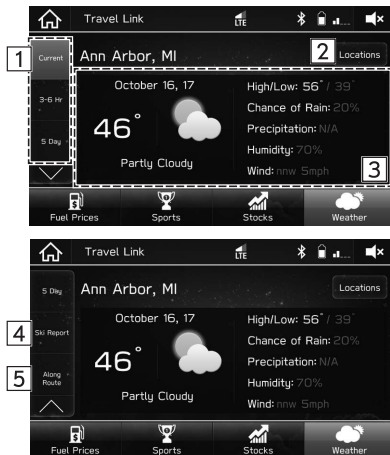 Travel Link
LTE
1
Current
Ann Arbor, MI
2
Locations
October 16, 17
High/Low: 56° / 39°
3-6 Hr
Chance of Rain: 20%
46°
Precipitation: N/A
5 Day
Humidity: 70%
Partly Cloudy
Wind: nnw 5mph
3
Fuel Prices
Sports
Stocks
Weather
Travel Link
LTE
5 Day
Ann Arbor, MI
Locations
October 16, 17
High/Low: 56° / 39°
4
Ski Report
Chance of Rain: 20%
46°
Precipitation: N/A
5
Along
Route
Humidity: 70%
Partly Cloudy
Wind: nnw 5mph
Fuel Prices
Sports
Stocks
Weather